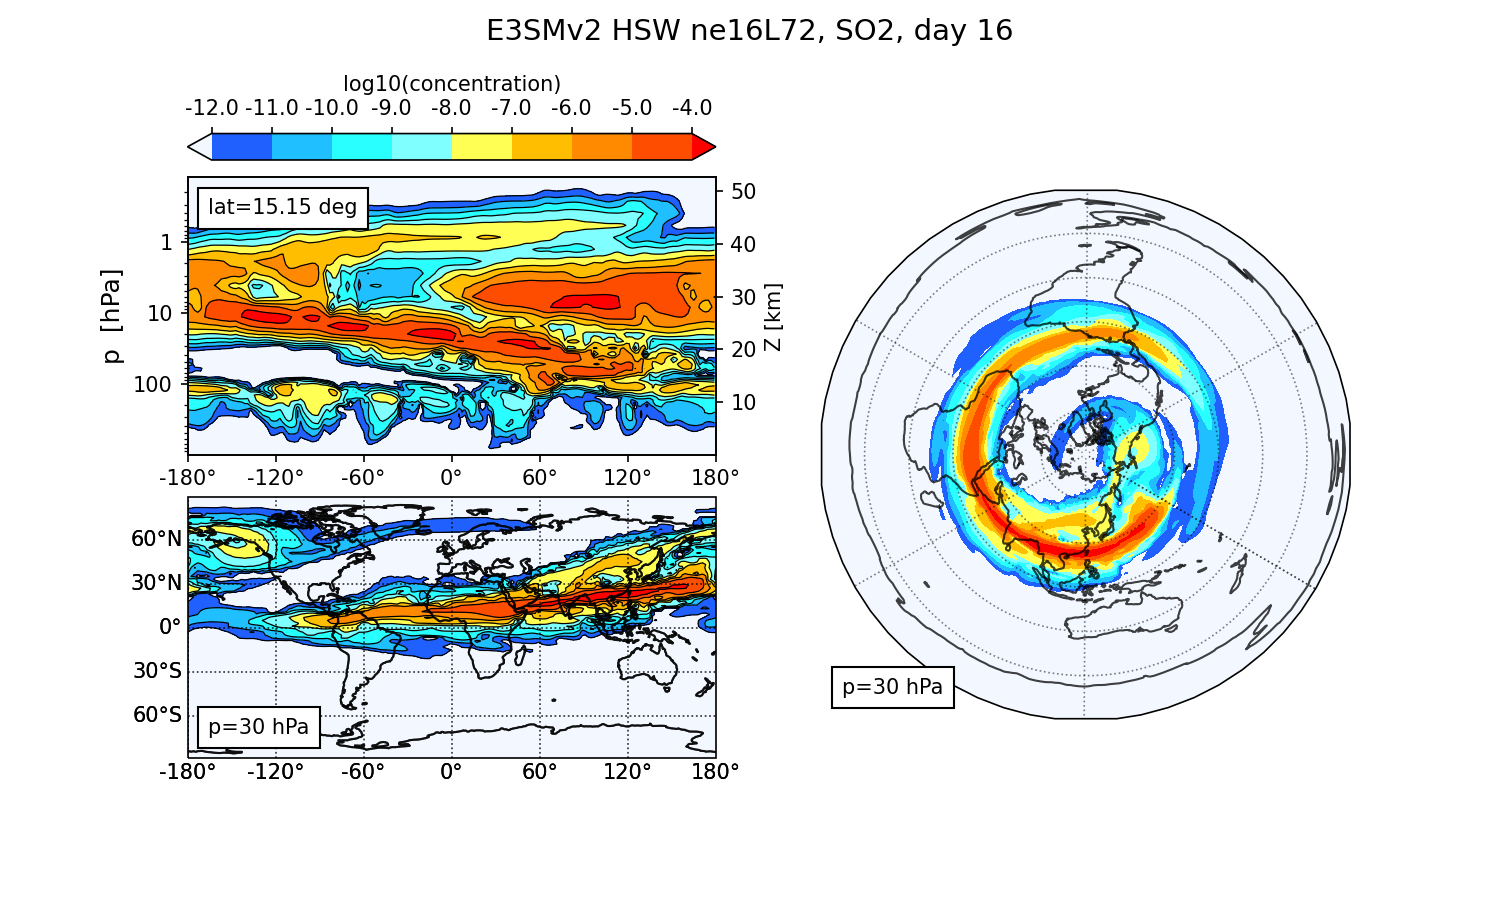 E3SMv2 HSW ne16L72, SO2, day 16
log10(concentration)
-12.0 -11.0 -10.0 -9.0 -8.0 -7.0 -6.0 -5.0 -4.0
lat=15.15 deg
p [hPa]
1
10
100
Z [km]
50
40
30
20
10
-180° -120° -60° 0° 60° 120° 180°
60°N
30°N
0°
30°S
60°S
p=30 hPa
-180° -120° -60° 0° 60° 120° 180°
p=30 hPa